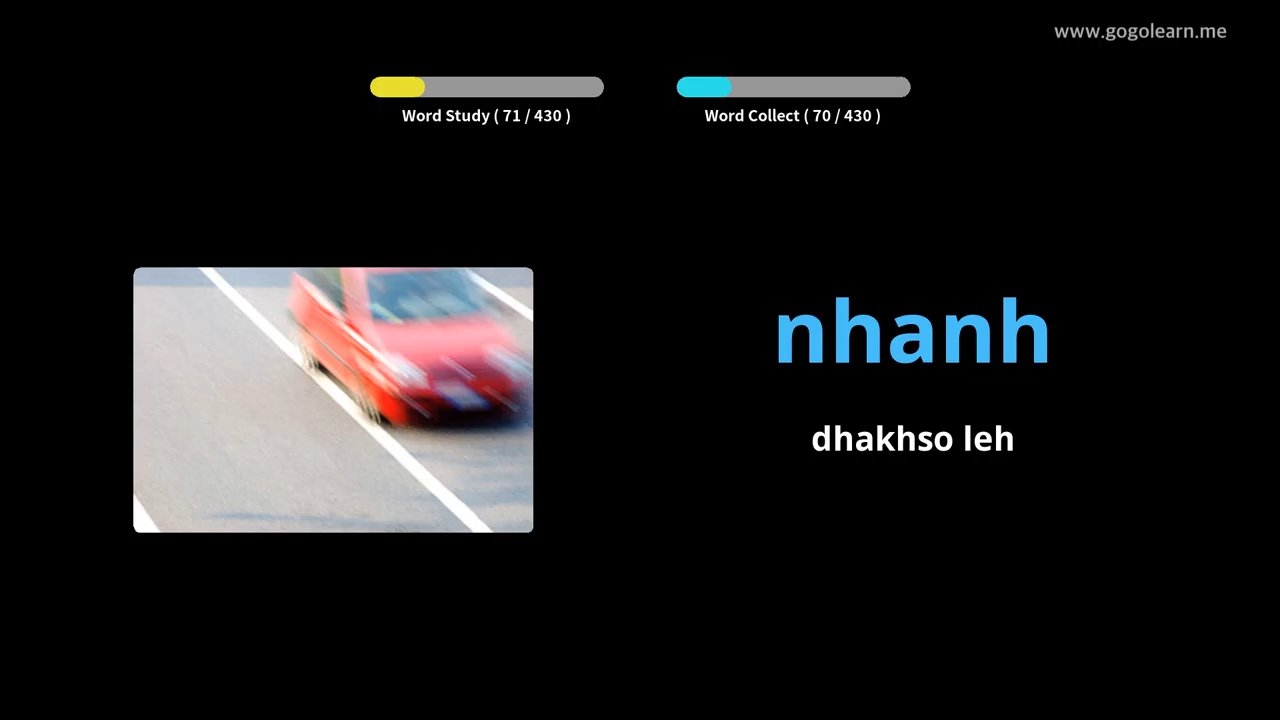 www.gogolearn.me
Word Study ( 71 / 430 )
Word Collect ( 70 / 430 )
nhanh
dhakhso leh